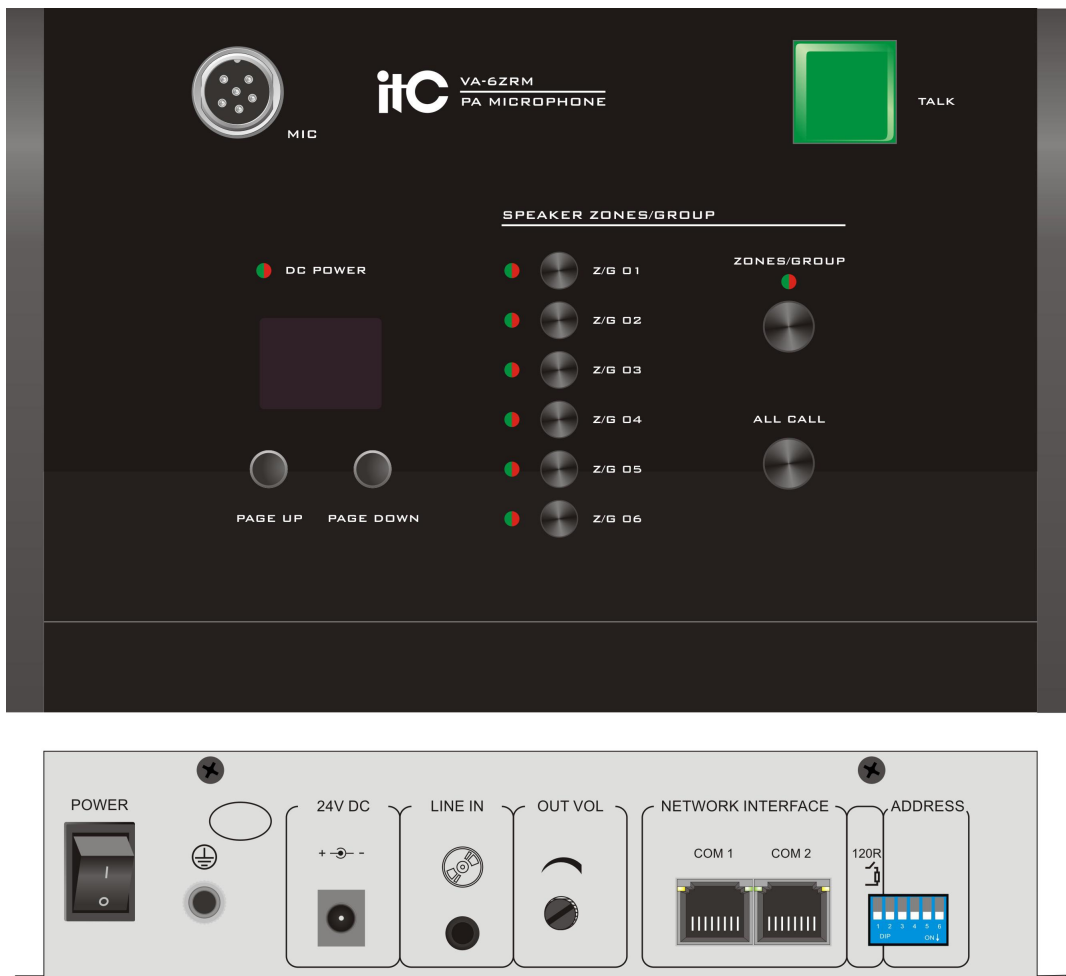 itC
VA-6ZRM
PA MICROPHONE
MIC
TALK
SPEAKER ZONES/GROUP
DC POWER
Z/G 01
ZONES/GROUP
Z/G 02
Z/G 03
Z/G 04
ALL CALL
Z/G 05
PAGE UP
PAGE DOWN
Z/G 06
POWER
24V DC
LINE IN
OUT VOL
NETWORK INTERFACE
ADDRESS
+ -
COM 1
COM 2
120R
I
O
1 2 3 4 5 6
DIP
ON↓